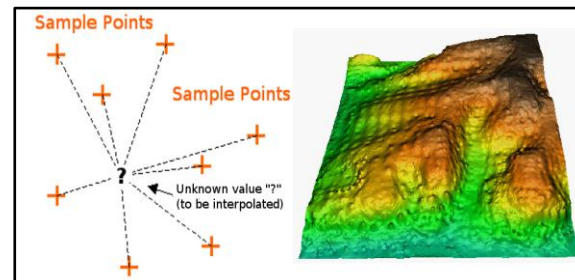 Sample Points
Sample Points
?
Unknown value "?"
(to be interpolated)